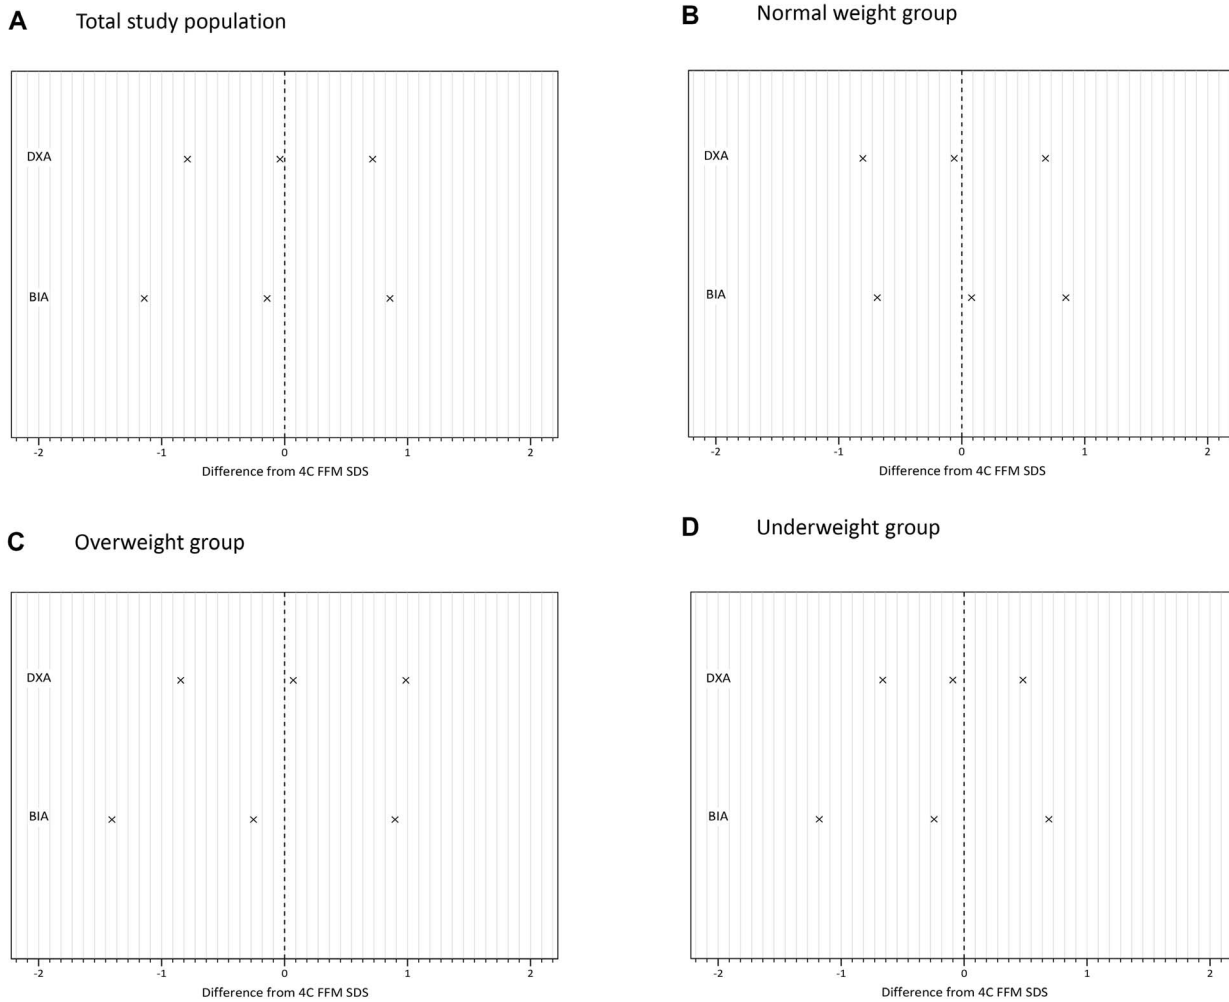 A Total study population
DXA
BIA
-2 -1 0 1 2
Difference from 4C FFM SDS
B Normal weight group
DXA
BIA
-2 -1 0 1 2
Difference from 4C FFM SDS
C Overweight group
DXA
BIA
-2 -1 0 1 2
Difference from 4C FFM SDS
D Underweight group
DXA
BIA
-2 -1 0 1 2
Difference from 4C FFM SDS